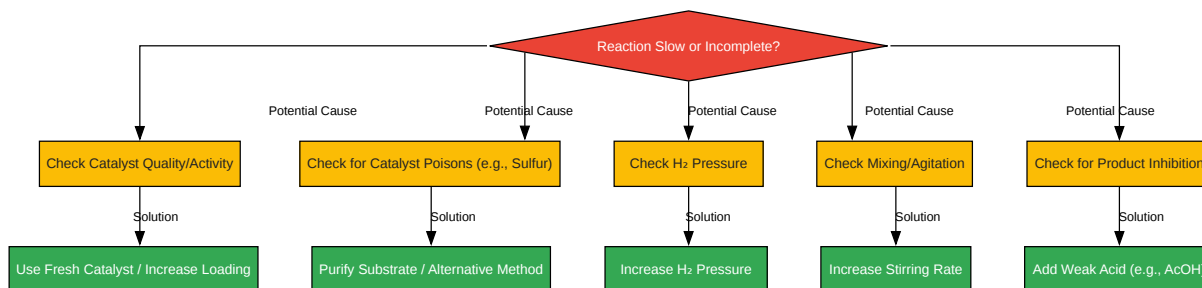 Reaction Slow or Incomplete?
Potential Cause
Potential Cause
Potential Cause
Potential Cause
Potential Cause
Check Catalyst Quality/Activity
Check for Catalyst Poisons (e.g., Sulfur)
Check H₂ Pressure
Check Mixing/Agitation
Check for Product Inhibition
Solution
Solution
Solution
Solution
Solution
Use Fresh Catalyst / Increase Loading
Purify Substrate / Alternative Method
Increase H₂ Pressure
Increase Stirring Rate
Add Weak Acid (e.g., AcOH)